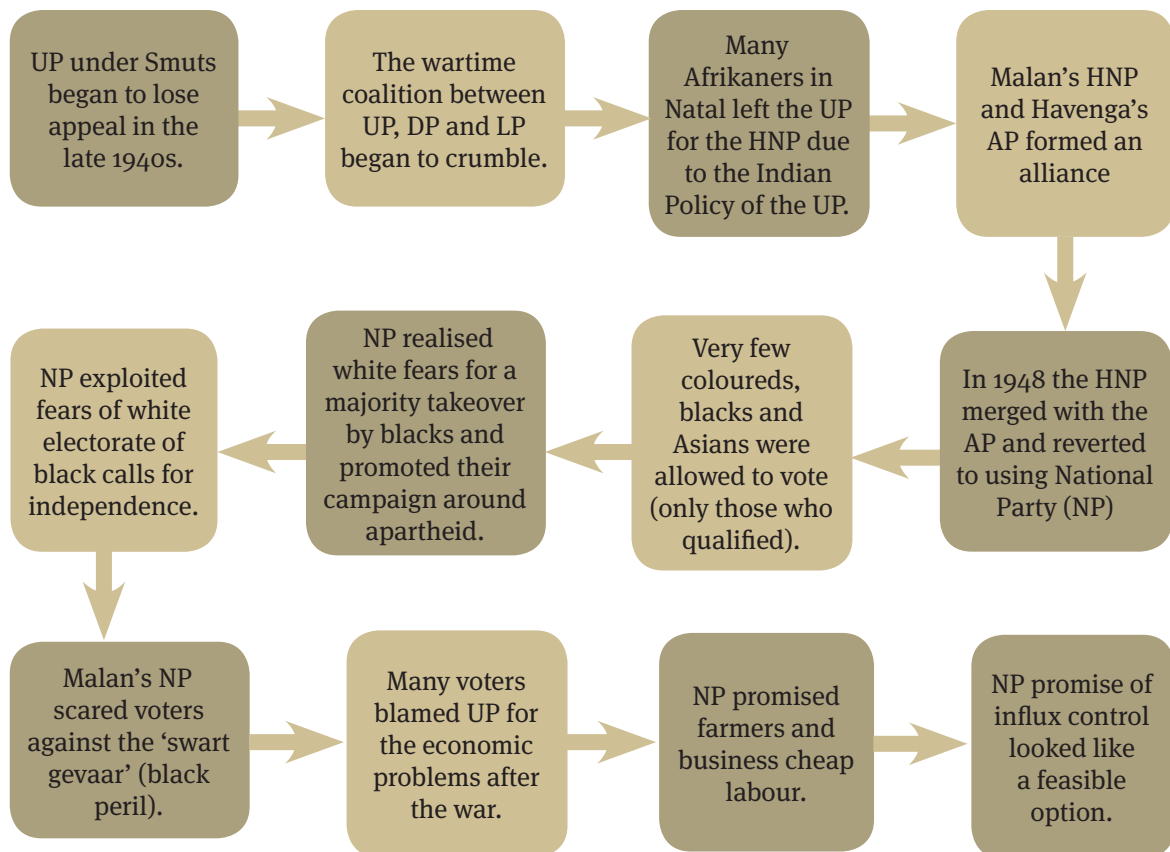 UP under Smuts
began to lose
appeal in the
late 1940s.
The wartime
coalition between
UP, DP and LP
began to crumble.
Many
Afrikaners in
Natal left the UP
for the HNP due
to the Indian
Policy of the UP.
Malan’s HNP
and Havenga’s
AP formed an
alliance
In 1948 the HNP
merged with the
AP and reverted
to using National
Party (NP)
Very few
coloureds,
blacks and
Asians were
allowed to vote
(only those who
qualified).
NP realised
white fears for a
majority takeover
by blacks and
promoted their
campaign around
apartheid.
NP exploited
fears of white
electorate of
black calls for
independence.
Malan’s NP
scared voters
against the ‘swart
gevaar’ (black
peril).
Many voters
blamed UP for
the economic
problems after
the war.
NP promised
farmers and
business cheap
labour.
NP promise of
influx control
looked like
a feasible
option.